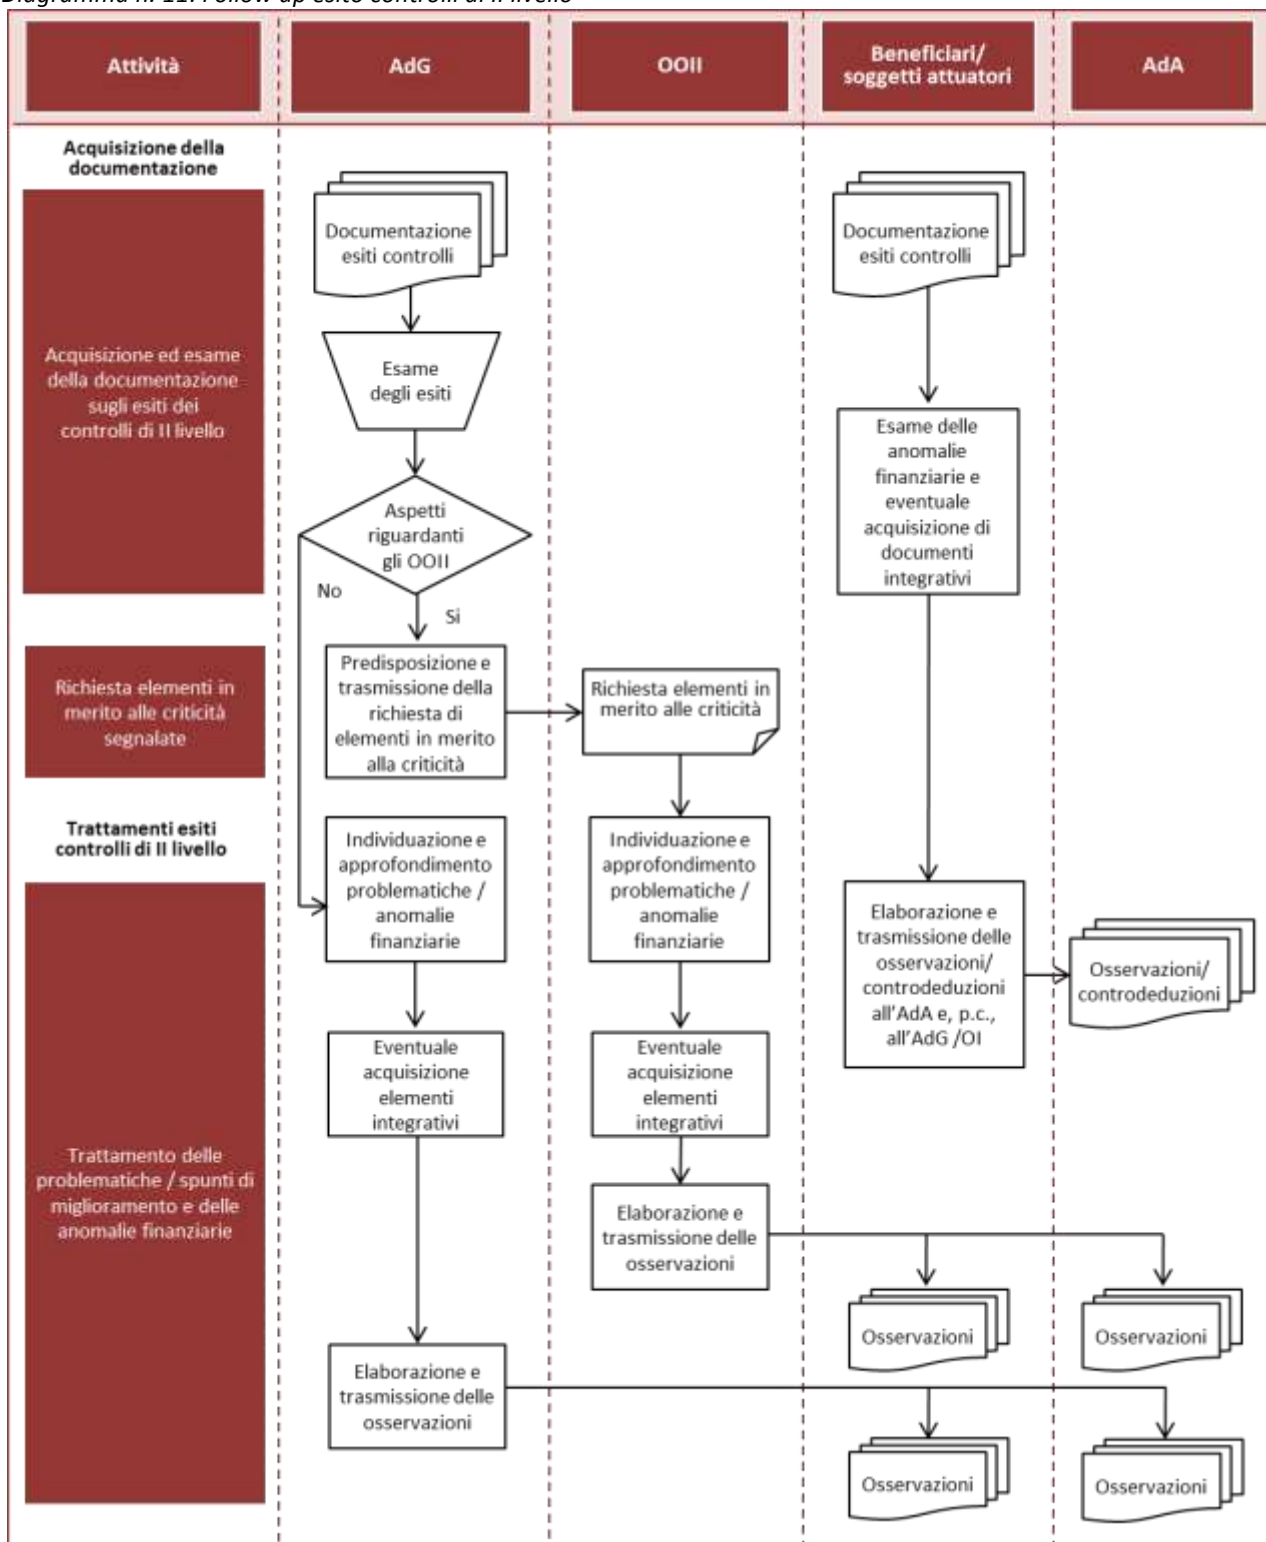 Diagramma n. 11: Follow up esito controlli di II livello
Attività
AdG
OOII
Beneficiari/
soggetti attuatori
AdA
Acquisizione della
documentazione
Documentazione
esiti controlli
Documentazione
esiti controlli
Acquisizione ed esame
della documentazione
sugli esiti dei
controlli di II livello
Esame
degli esiti
Esame delle
anomalie
finanziarie e
eventuale
acquisizione di
documenti
integrativi
Aspetti
riguardanti
gli OOII
No
Si
Richiesta elementi in
merito alle criticità
segnalate
Predisposizione e
trasmissione della
richiesta di
elementi in merito
alla criticità
Richiesta elementi in
merito alle criticità
Trattamenti esiti
controlli di II livello
Individuazione e
approfondimento
problematiche /
anomalie
finanziarie
Individuazione e
approfondimento
problematiche /
anomalie
finanziarie
Elaborazione e
trasmissione delle
osservazioni/
controdeduzioni
all'AdA e, p.c.,
all'AdG /OI
Osservazioni/
controdeduzioni
Eventuale
acquisizione
elementi
integrativi
Eventuale
acquisizione
elementi
integrativi
Trattamento delle
problematiche / spunti di
miglioramento e delle
anomalie finanziarie
Elaborazione e
trasmissione delle
osservazioni
Osservazioni
Osservazioni
Elaborazione e
trasmissione delle
osservazioni
Osservazioni
Osservazioni